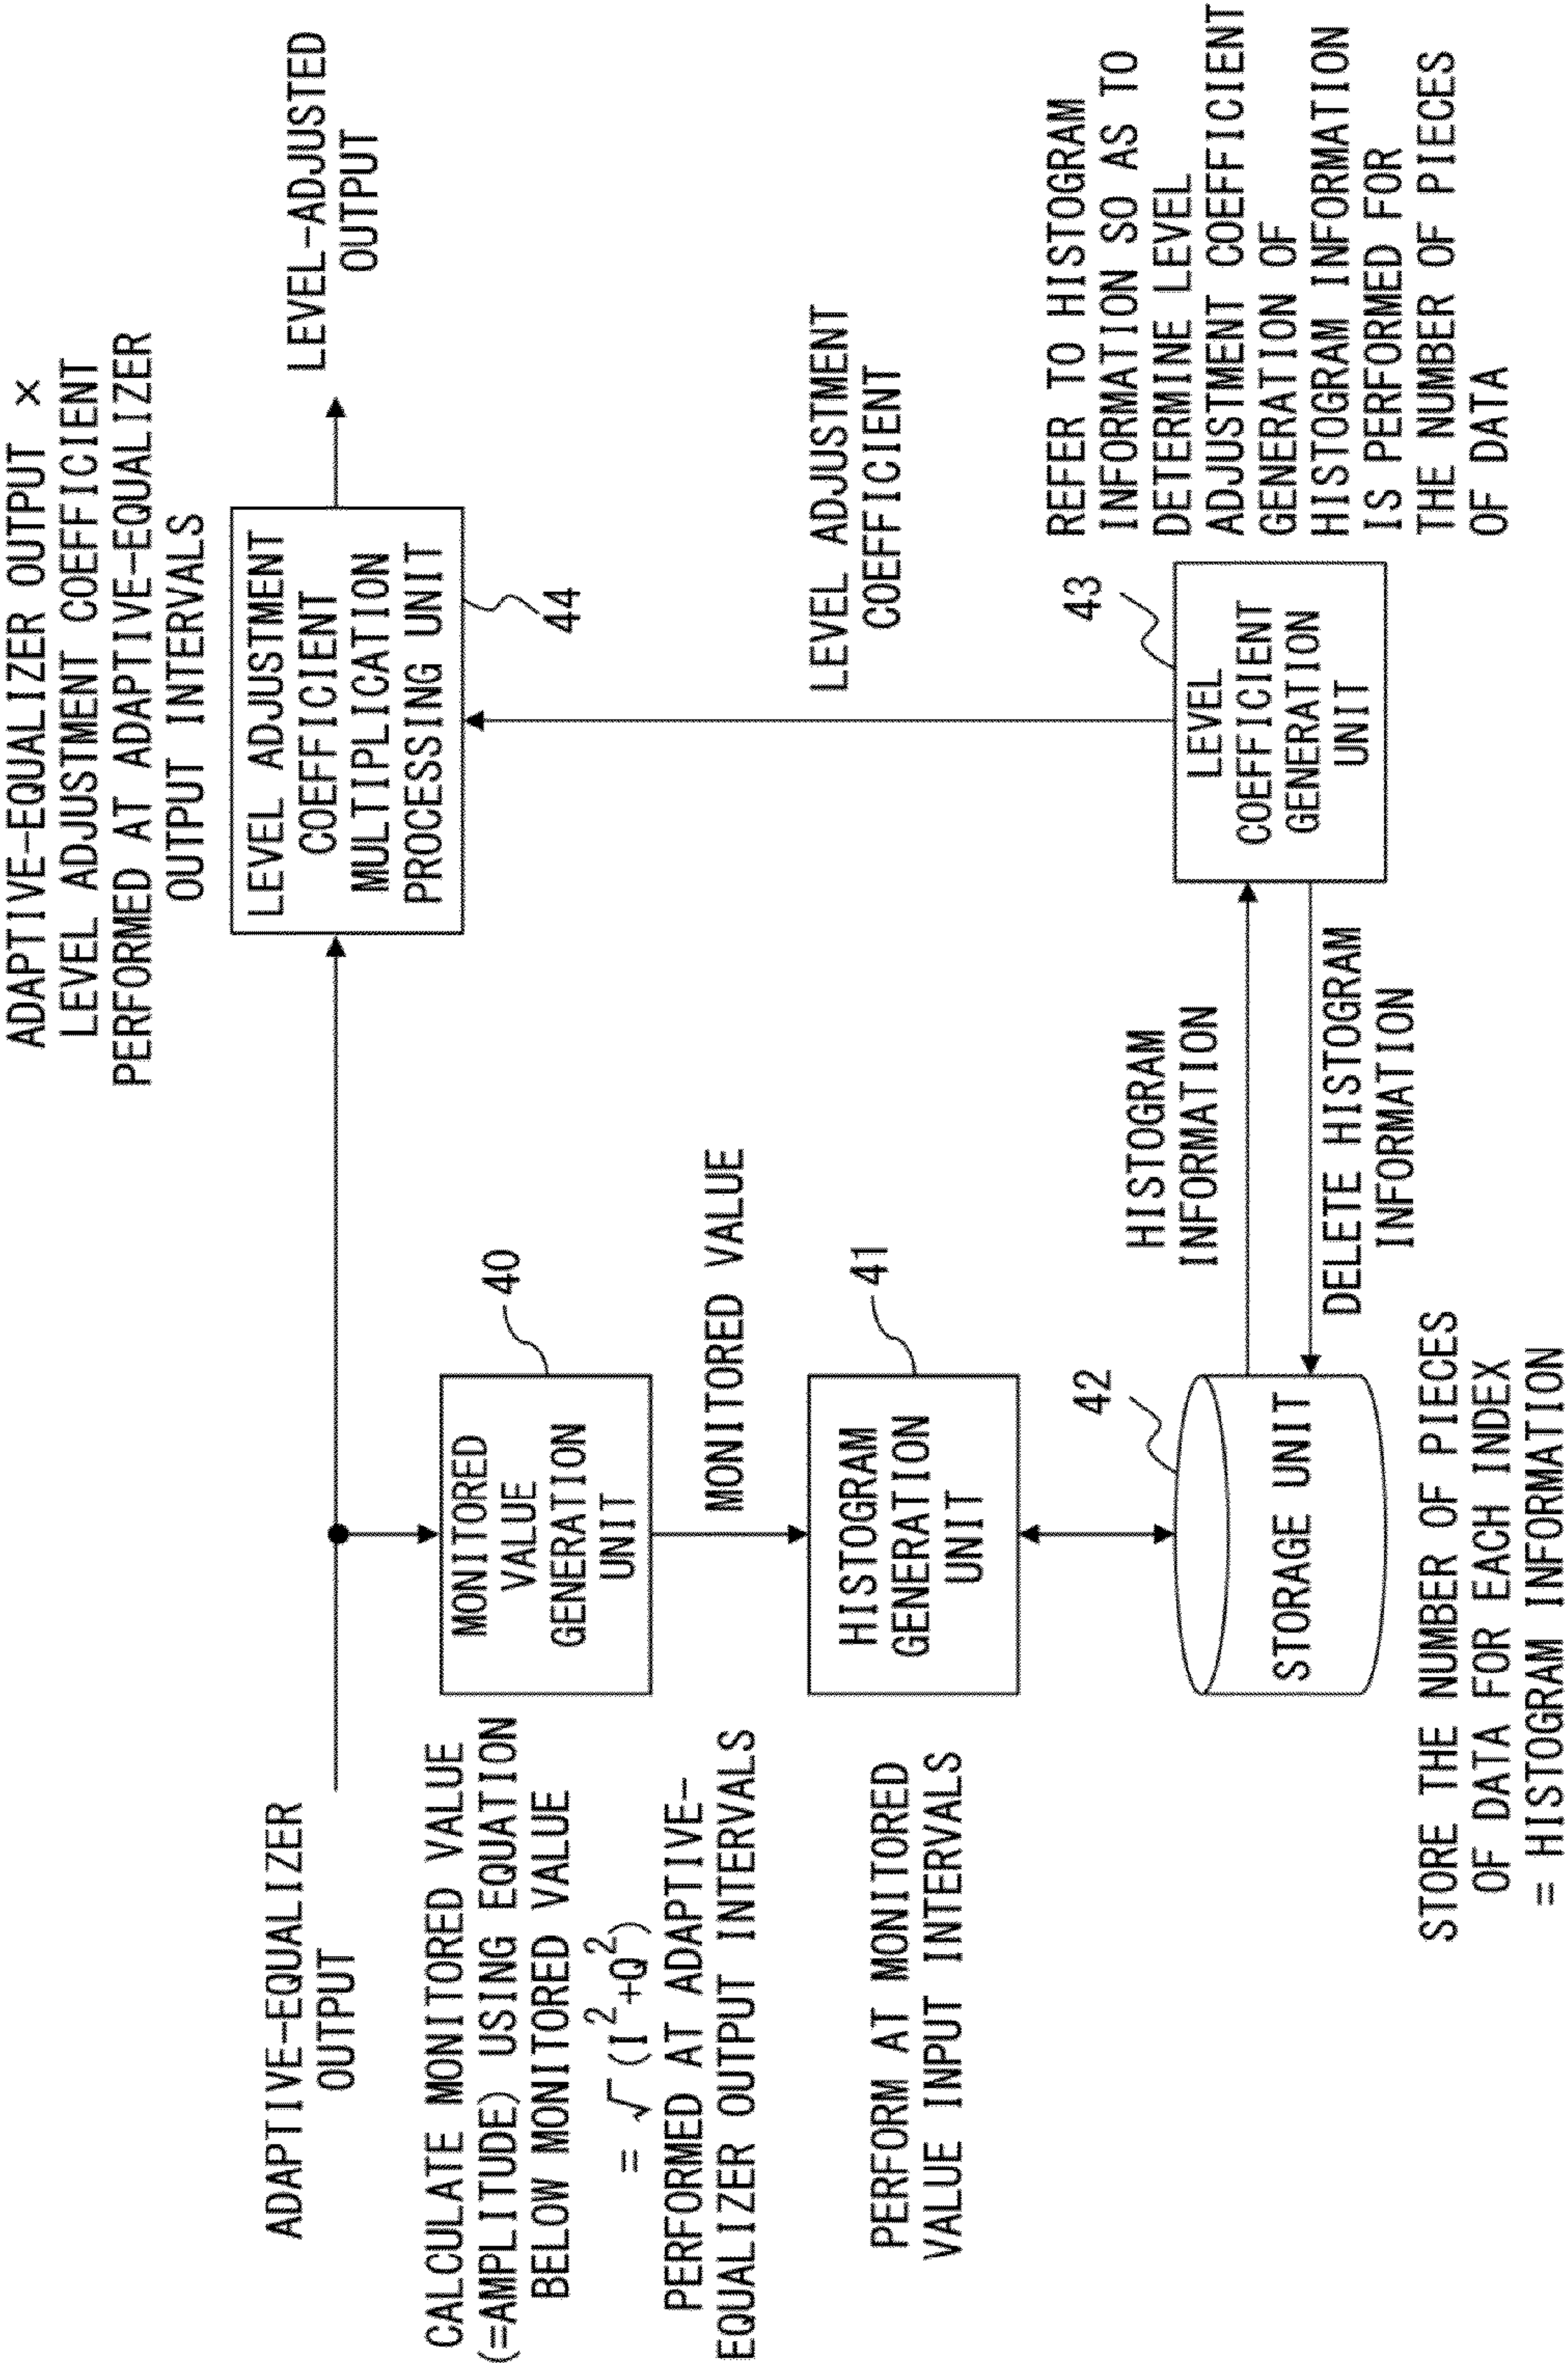 ADAPTIVE-EQUALIZER OUTPUT ×
LEVEL ADJUSTMENT COEFFICIENT
PERFORMED AT ADAPTIVE-EQUALIZER
OUTPUT INTERVALS
ADAPTIVE-EQUALIZER
OUTPUT
LEVEL ADJUSTMENT
COEFFICIENT
MULTIPLICATION
PROCESSING UNIT
44
LEVEL-ADJUSTED
OUTPUT
CALCULATE MONITORED VALUE
(=AMPLITUDE) USING EQUATION
BELOW MONITORED VALUE
= √(I²+Q²)
PERFORMED AT ADAPTIVE-
EQUALIZER OUTPUT INTERVALS
MONITORED
VALUE
GENERATION
UNIT
40
MONITORED VALUE
LEVEL ADJUSTMENT
COEFFICIENT
PERFORM AT MONITORED
VALUE INPUT INTERVALS
HISTOGRAM
GENERATION
UNIT
41
42
STORAGE UNIT
STORE THE NUMBER OF PIECES
OF DATA FOR EACH INDEX
= HISTOGRAM INFORMATION
HISTOGRAM
INFORMATION
DELETE HISTOGRAM
INFORMATION
43
LEVEL
COEFFICIENT
GENERATION
UNIT
REFER TO HISTOGRAM
INFORMATION SO AS TO
DETERMINE LEVEL
ADJUSTMENT COEFFICIENT
GENERATION OF
HISTOGRAM INFORMATION
IS PERFORMED FOR
THE NUMBER OF PIECES
OF DATA